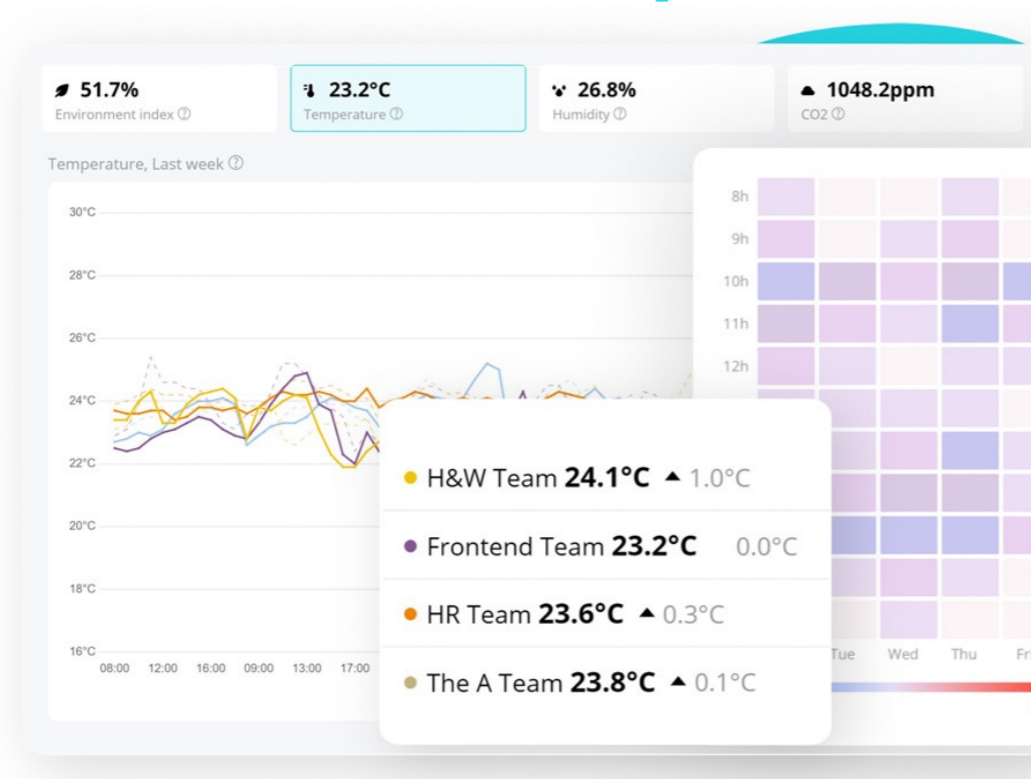 51.7%
Environment index
23.2°C
Temperature
26.8%
Humidity
1048.2ppm
CO2
Temperature, Last week
30°C
28°C
26°C
24°C
22°C
20°C
18°C
16°C
08:00 12:00 16:00 09:00 13:00 17:00
8h
9h
10h
11h
12h
Tue Wed Thu Fri
H&W Team 24.1°C ▲ 1.0°C
Frontend Team 23.2°C 0.0°C
HR Team 23.6°C ▲ 0.3°C
The A Team 23.8°C ▲ 0.1°C